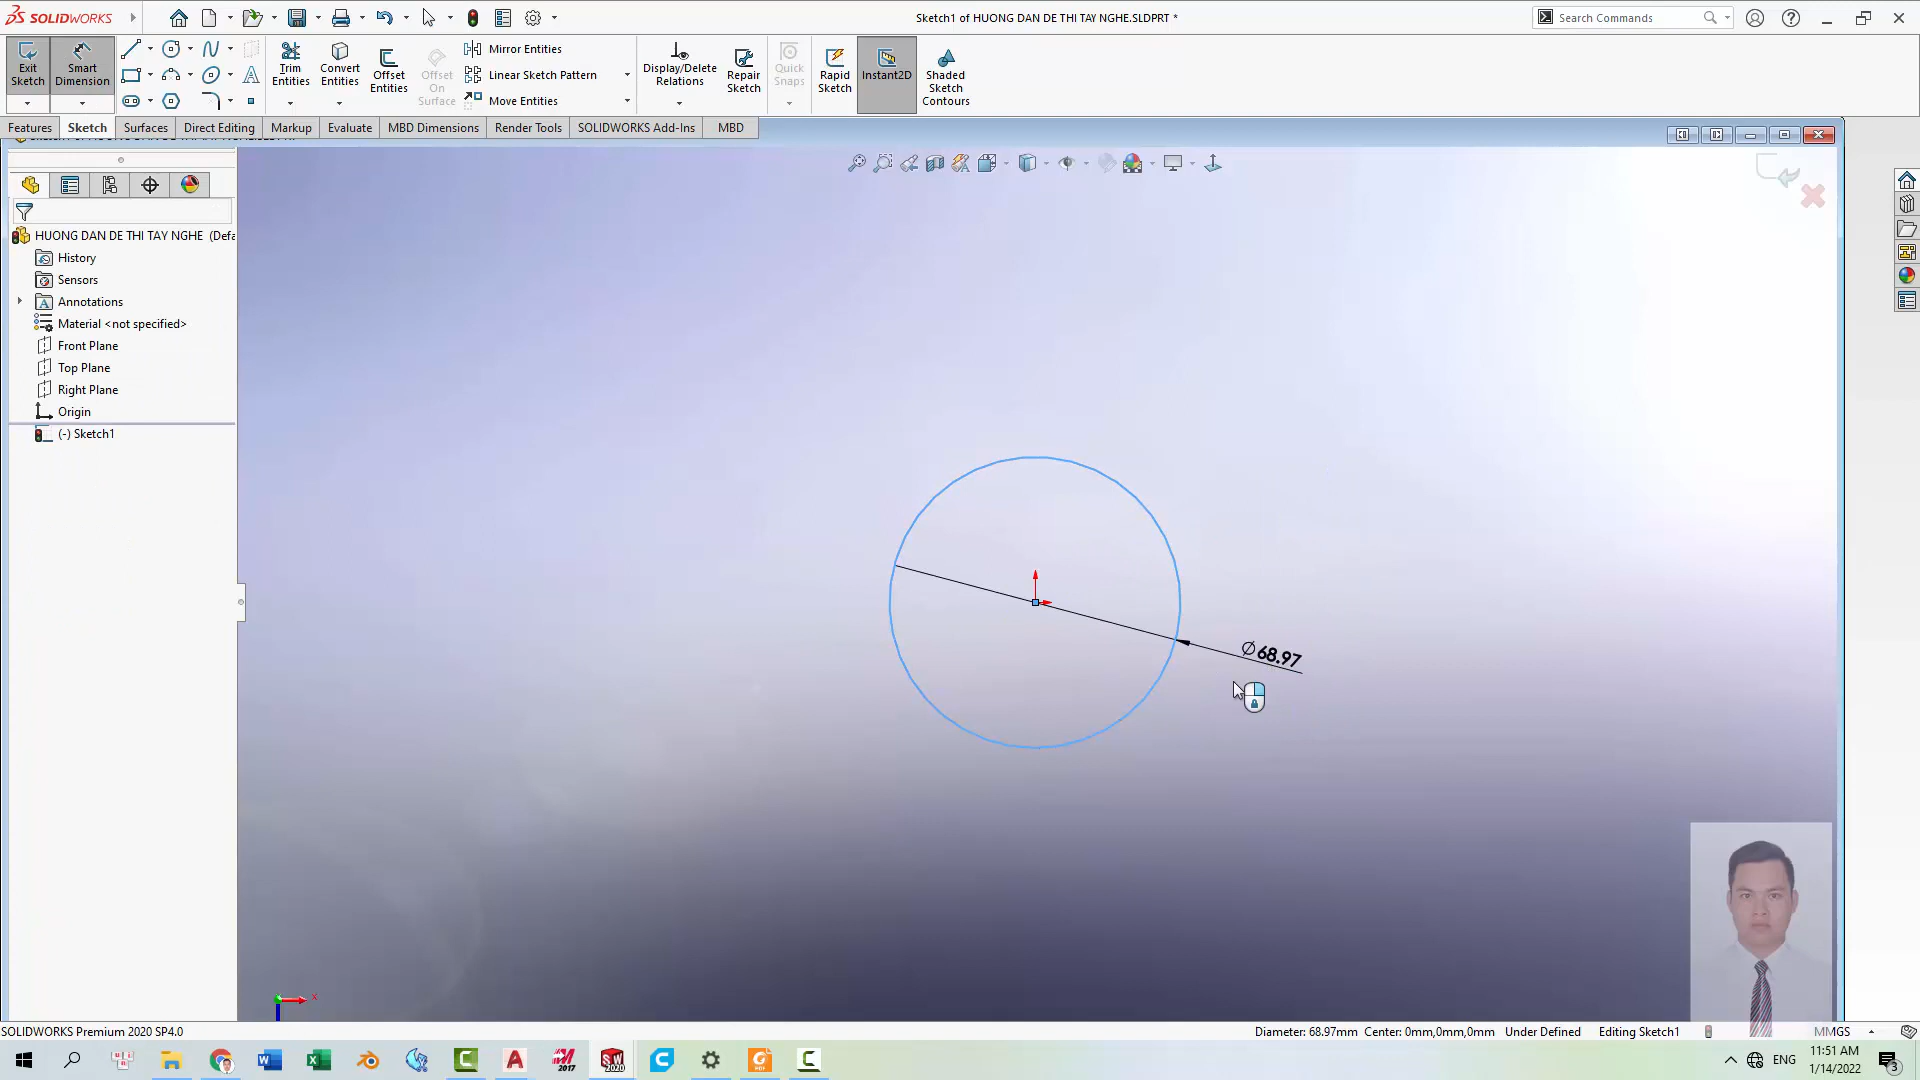 SOLIDWORKS
Sketch1 of HUONG DAN DE THI TAY NGHE.SLDPRT *
Search Commands
Exit Sketch
Smart Dimension
Trim Entities
Convert Entities
Offset Entities
Offset On Surface
Mirror Entities
Linear Sketch Pattern
Move Entities
Display/Delete Relations
Repair Sketch
Quick Snaps
Rapid Sketch
Instant2D
Shaded Sketch Contours
Features
Sketch
Surfaces
Direct Editing
Markup
Evaluate
MBD Dimensions
Render Tools
SOLIDWORKS Add-Ins
MBD
HUONG DAN DE THI TAY NGHE (Defa
History
Sensors
Annotations
Material <not specified>
Front Plane
Top Plane
Right Plane
Origin
(-) Sketch1
∅68.97
x
SOLIDWORKS Premium 2020 SP4.0
Diameter: 68.97mm Center: 0mm,0mm,0mm
Under Defined
Editing Sketch1
MMGS
ENG
11:51 AM
1/14/2022
3